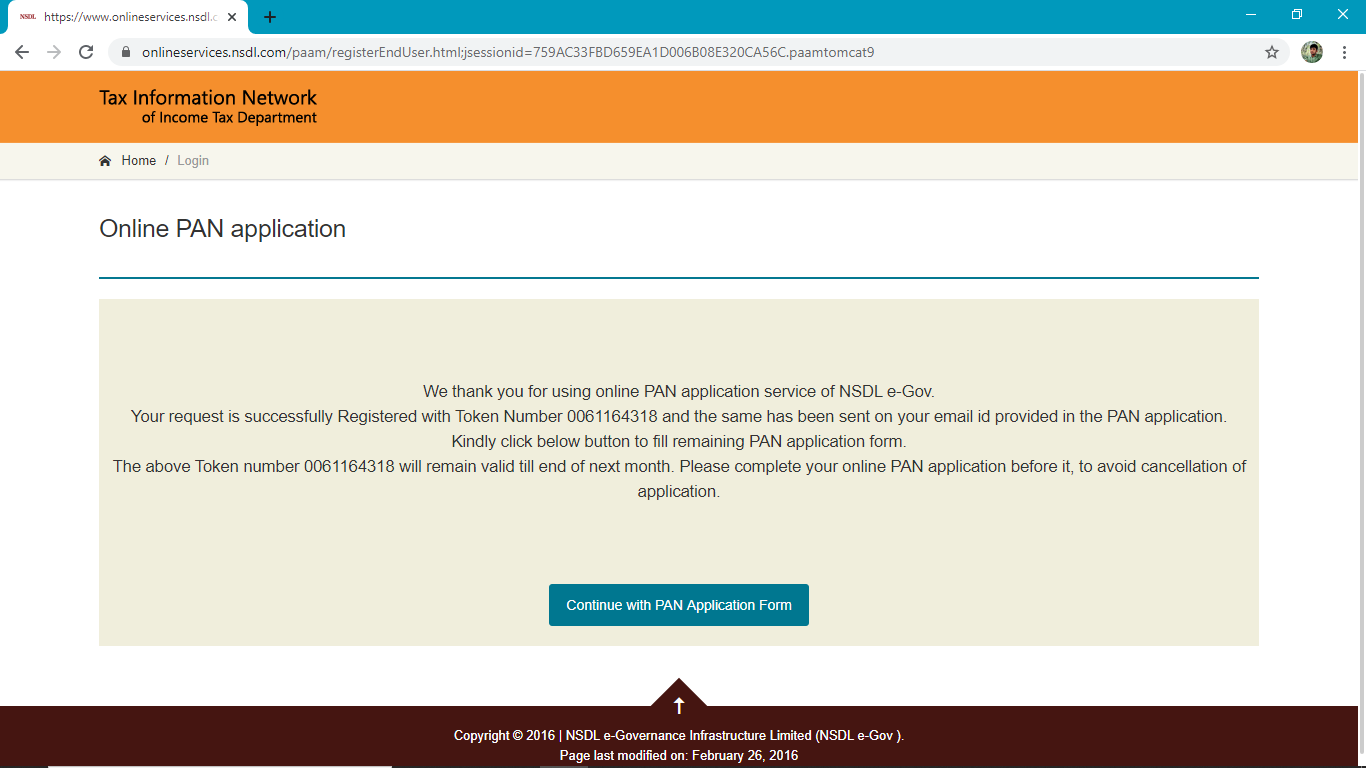 NSDL https://www.onlineservices.nsdl.c
onlineservices.nsdl.com/paam/registerEndUser.html;jsessionid=759AC33FBD659EA1D006B08E320CA56C.paamtomcat9
Tax Information Network
of Income Tax Department
Home / Login
Online PAN application
We thank you for using online PAN application service of NSDL e-Gov.
Your request is successfully Registered with Token Number 0061164318 and the same has been sent on your email id provided in the PAN application.
Kindly click below button to fill remaining PAN application form.
The above Token number 0061164318 will remain valid till end of next month. Please complete your online PAN application before it, to avoid cancellation of
application.
Continue with PAN Application Form
Copyright © 2016 | NSDL e-Governance Infrastructure Limited (NSDL e-Gov ).
Page last modified on: February 26, 2016